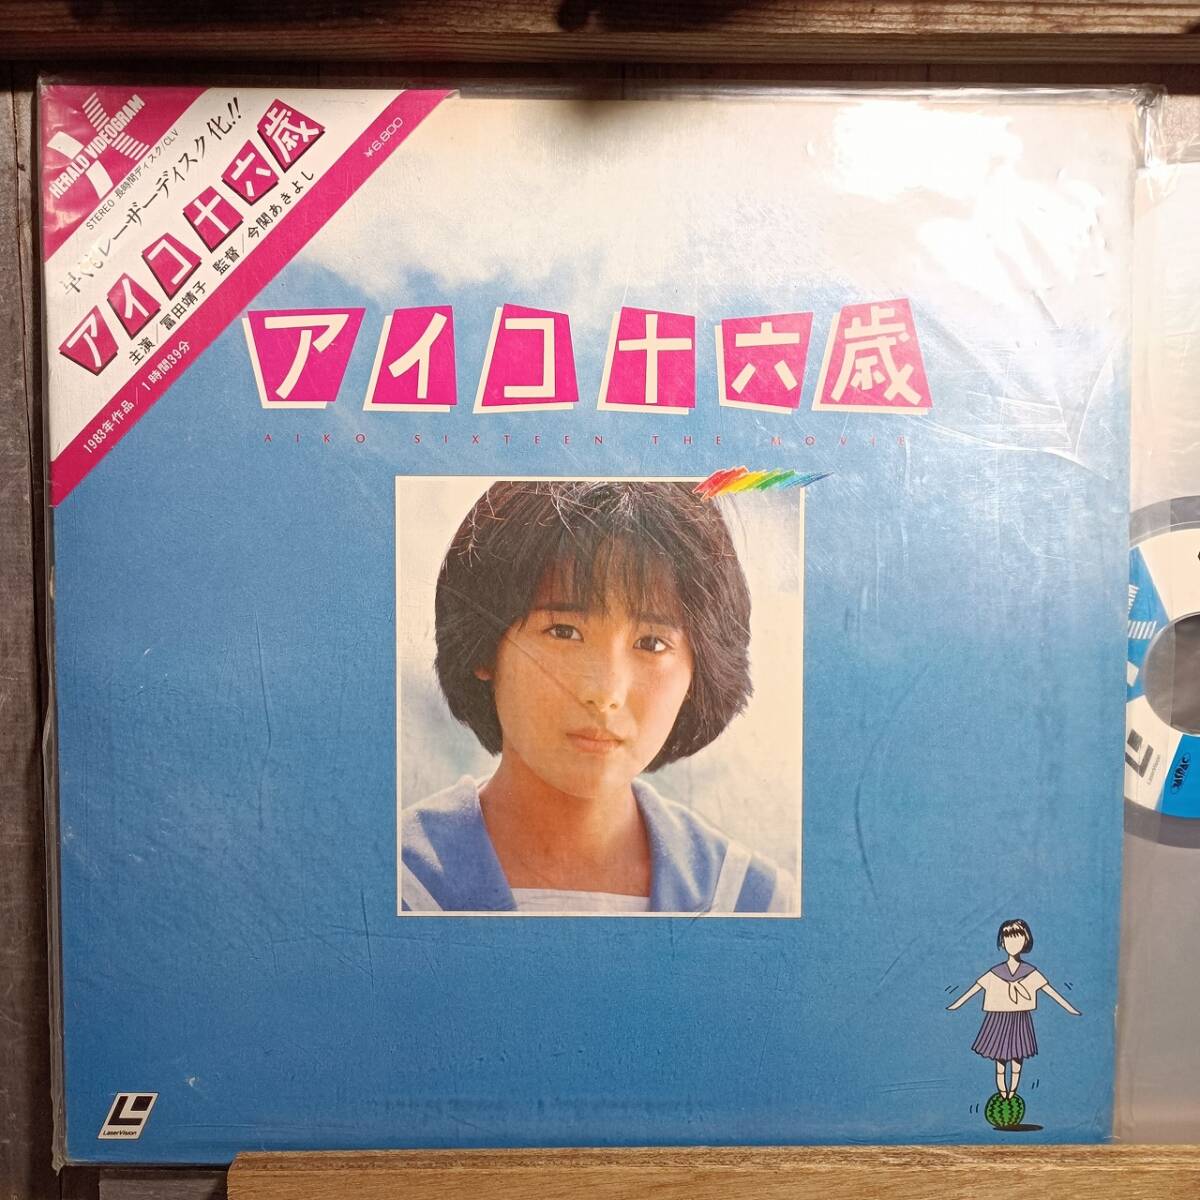 HERALD VIDEOGRAM
STEREO 長時間ディスク/CLV
早くもレーザーディスク化!!
アイコ十六歳
主演/富田靖子 監督/今関あきよし
1983年作品/1時間39分
¥6,800
アイコ十六歳
AIKO SIXTEEN THE MOVIE
LaserVision
LaserVision